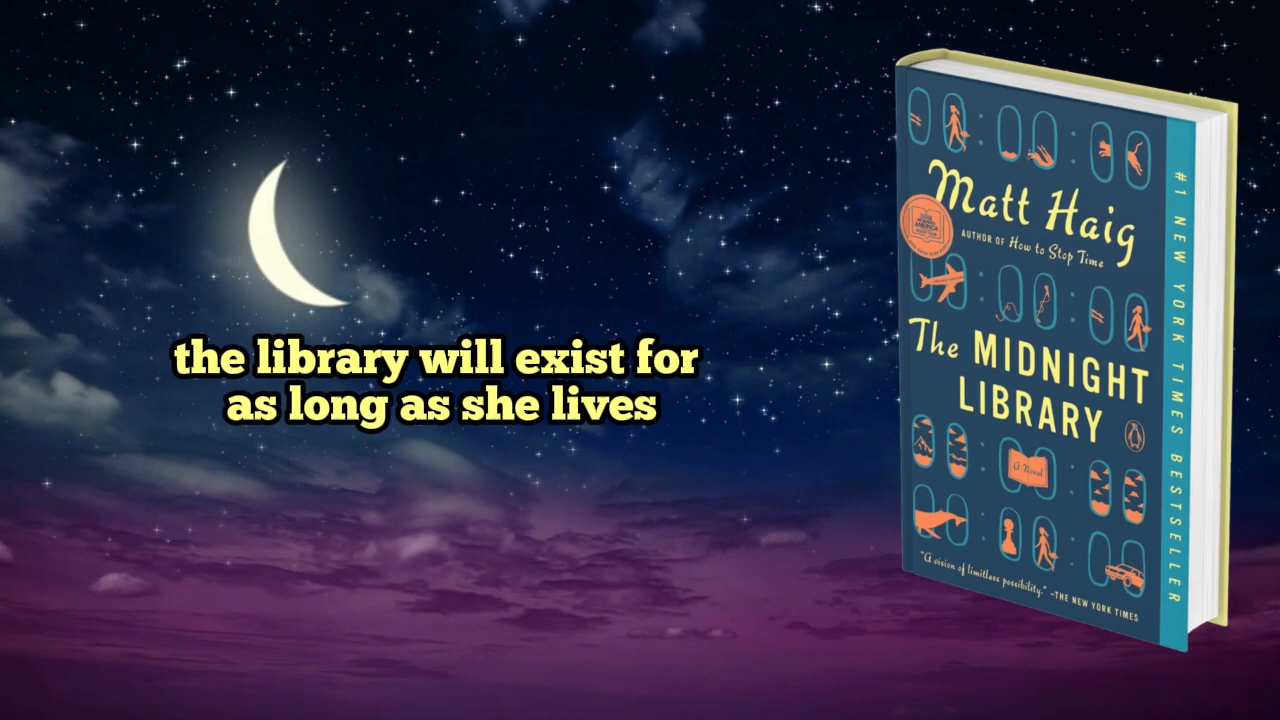 the library will exist for
as long as she lives
Matt Haig
AUTHOR OF How to Stop Time
The MIDNIGHT
LIBRARY
A Novel
"A vision of limitless possibility." –THE NEW YORK TIMES
#1 NEW YORK TIMES BESTSELLER